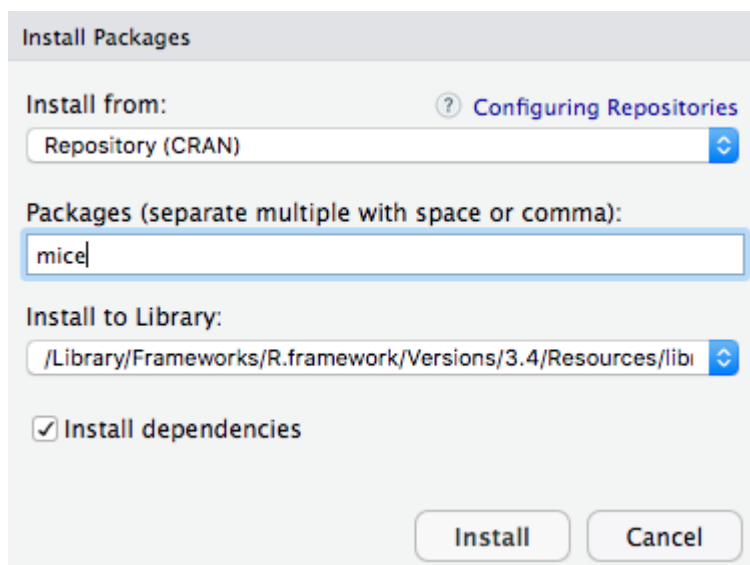 Install Packages
Install from:
? Configuring Repositories
Repository (CRAN)
Packages (separate multiple with space or comma):
mice
Install to Library:
/Library/Frameworks/R.framework/Versions/3.4/Resources/libr
Install dependencies
Install
Cancel